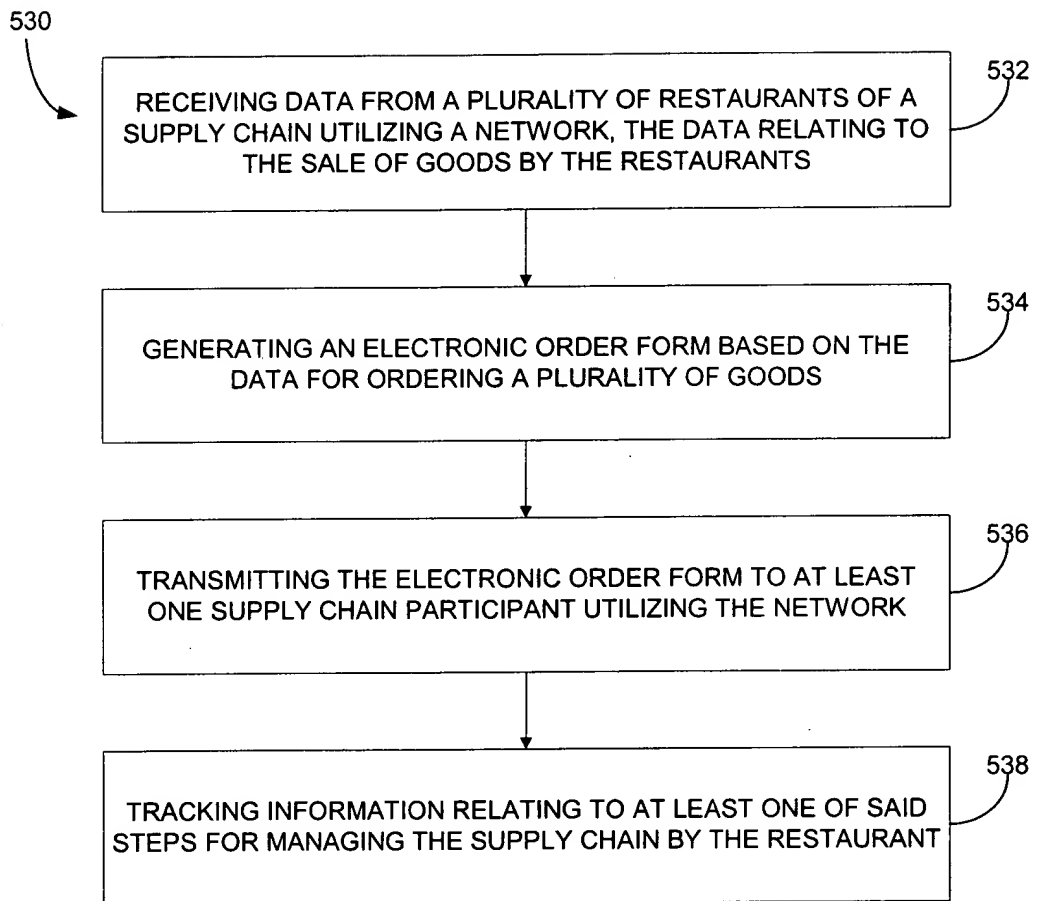 530
532
RECEIVING DATA FROM A PLURALITY OF RESTAURANTS OF A
SUPPLY CHAIN UTILIZING A NETWORK, THE DATA RELATING TO
THE SALE OF GOODS BY THE RESTAURANTS
534
GENERATING AN ELECTRONIC ORDER FORM BASED ON THE
DATA FOR ORDERING A PLURALITY OF GOODS
536
TRANSMITTING THE ELECTRONIC ORDER FORM TO AT LEAST
ONE SUPPLY CHAIN PARTICIPANT UTILIZING THE NETWORK
538
TRACKING INFORMATION RELATING TO AT LEAST ONE OF SAID
STEPS FOR MANAGING THE SUPPLY CHAIN BY THE RESTAURANT